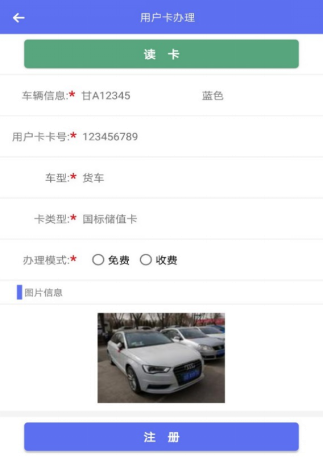 用户卡办理
读 卡
车辆信息:* 甘A12345 蓝色
用户卡卡号:* 123456789
车型:* 货车
卡类型:* 国标储值卡
办理模式:* 免费 收费
图片信息
注 册